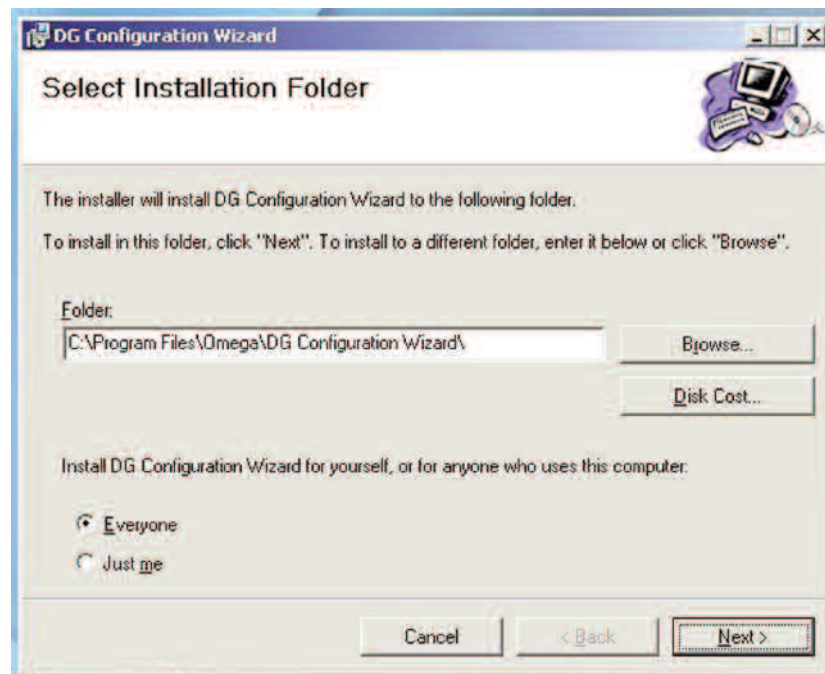 DG Configuration Wizard
Select Installation Folder
The installer will install DG Configuration Wizard to the following folder.
To install in this folder, click "Next". To install to a different folder, enter it below or click "Browse".
Folder:
C:\Program Files\Omega\DG Configuration Wizard\
Browse...
Disk Cost...
Install DG Configuration Wizard for yourself, or for anyone who uses this computer:
Everyone
Just me
Cancel
< Back
Next >